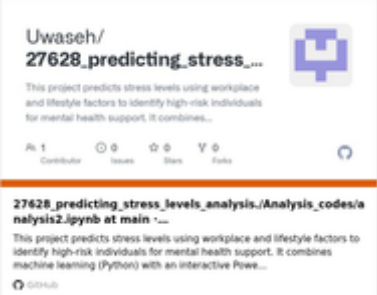 Uwaseh/
27628_predicting_stress_...
This project predicts stress levels using workplace
and lifestyle factors to identify high-risk individuals
for mental health support. It combines...
1 0 0 0
Contributor Issues Stars Forks
27628_predicting_stress_levels_analysis./Analysis_codes/a
nalysis2.ipynb at main ·...
This project predicts stress levels using workplace and lifestyle factors to
identify high-risk individuals for mental health support. It combines
machine learning (Python) with an interactive Powe...
GitHub